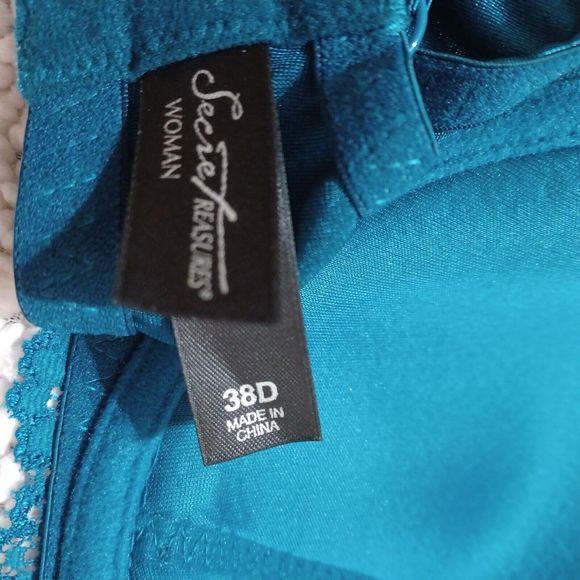 Secret
TREASURES®
WOMAN
38D
MADE IN
CHINA